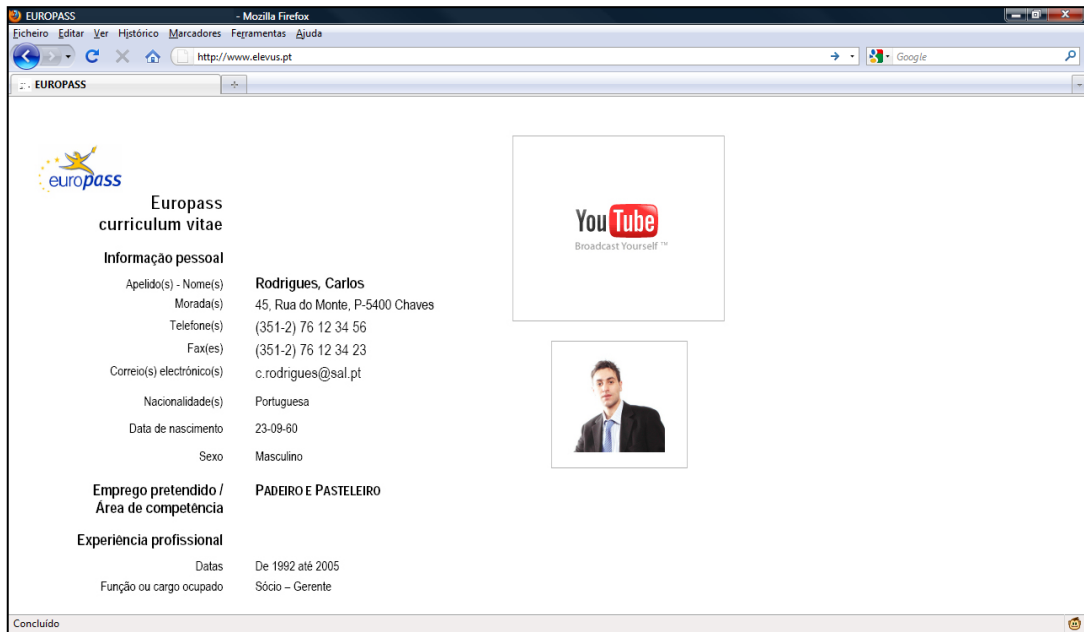 EUROPASS - Mozilla Firefox
Ficheiro Editar Ver Histórico Marcadores Ferramentas Ajuda
http://www.elevus.pt
Google
EUROPASS
europass
Europass
curriculum vitae
You Tube
Broadcast Yourself ™
Informação pessoal
Apelido(s) - Nome(s) Rodrigues, Carlos
Morada(s) 45, Rua do Monte, P-5400 Chaves
Telefone(s) (351-2) 76 12 34 56
Fax(es) (351-2) 76 12 34 23
Correio(s) electrónico(s) c.rodrigues@sal.pt
Nacionalidade(s) Portuguesa
Data de nascimento 23-09-60
Sexo Masculino
Emprego pretendido / PADEIRO E PASTELEIRO
Área de competência
Experiência profissional
Datas De 1992 até 2005
Função ou cargo ocupado Sócio – Gerente
Concluído